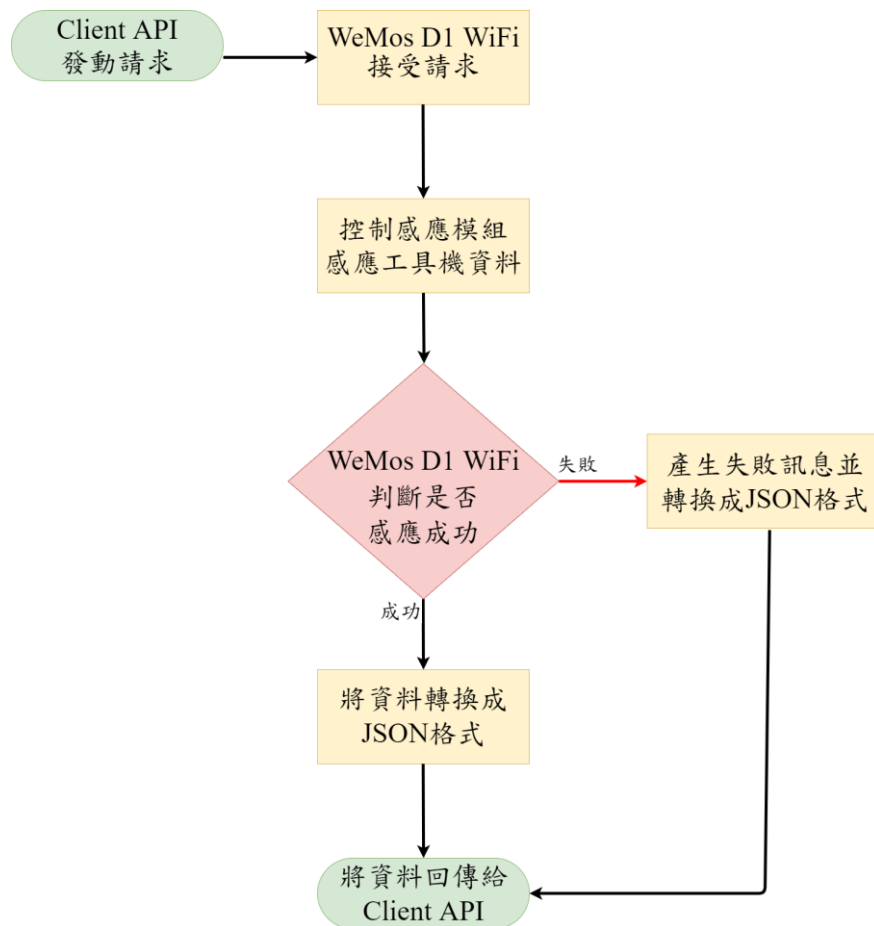 Client API
發動請求
WeMos D1 WiFi
接受請求
控制感應模組
感應工具機資料
WeMos D1 WiFi
判斷是否
感應成功
失敗
產生失敗訊息並
轉換成JSON格式
成功
將資料轉換成
JSON格式
將資料回傳給
Client API